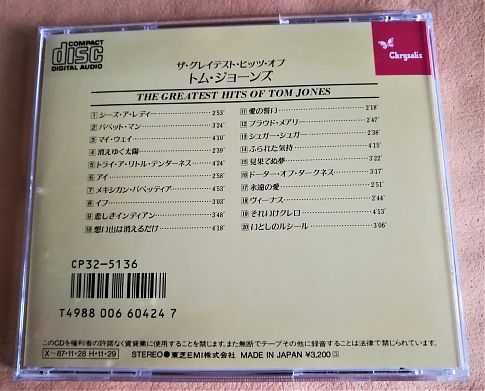 COMPACT
disc
DIGITAL AUDIO
Chrysalis
ザ・グレイテスト・ヒッツ・オブ
トム・ジョーンズ
THE GREATEST HITS OF TOM JONES
1 シーズ・ア・レディー 2'53"
2 パペット・マン 3'24"
3 マイ・ウェイ 4'10"
4 消えゆく太陽 2'39"
5 トライ・ア・リトル・テンダーネス 4'24"
6 アイ 2'58"
7 メキシカン・パペッティア 4'53"
8 イフ 3'03"
9 悲しきインディアン 3'48"
10 想い出は消えるだけ 4'18"
11 愛の誓い 2'18"
12 プラウド・メアリー 2'47"
13 シュガー・シュガー 2'38"
14 ふられた気持 4'15"
15 見果てぬ夢 3'22"
16 ドーター・オブ・ダークネス 3'17"
17 永遠の愛 2'51"
18 ヴィーナス 2'44"
19 それいけクレロ 4'13"
20 いとしのルシール 3'06"
CP32-5136
T4988 006 60424 7
このCDを権利者の許諾なく賃貸業に使用することを禁じます。また無断でテープその他に録音することは法律で禁じられています。
X-87・11・28 H・11・29 STEREO 東芝EMI株式会社 MADE IN JAPAN ¥3,200